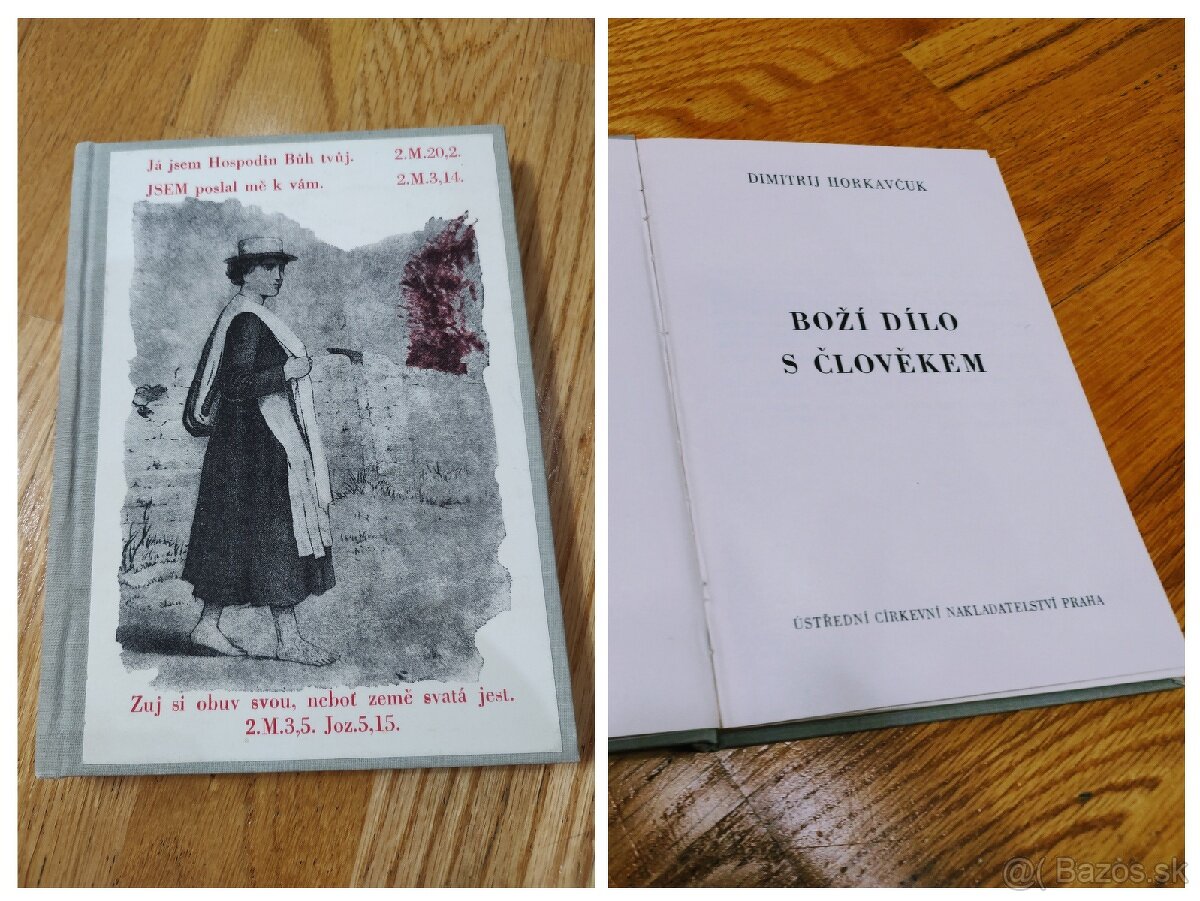 Já jsem Hospodin Bůh tvůj. 2.M.20,2.
JSEM poslal mě k vám. 2.M.3,14.
Zuj si obuv svou, neboť země svatá jest.
2.M.3,5. Joz.5,15.
DIMITRIJ HORKAVČUK
BOŽÍ DÍLO
S ČLOVĚKEM
ÚSTŘEDNÍ CÍRKEVNÍ NAKLADATELSTVÍ PRAHA
@( Bazos.sk